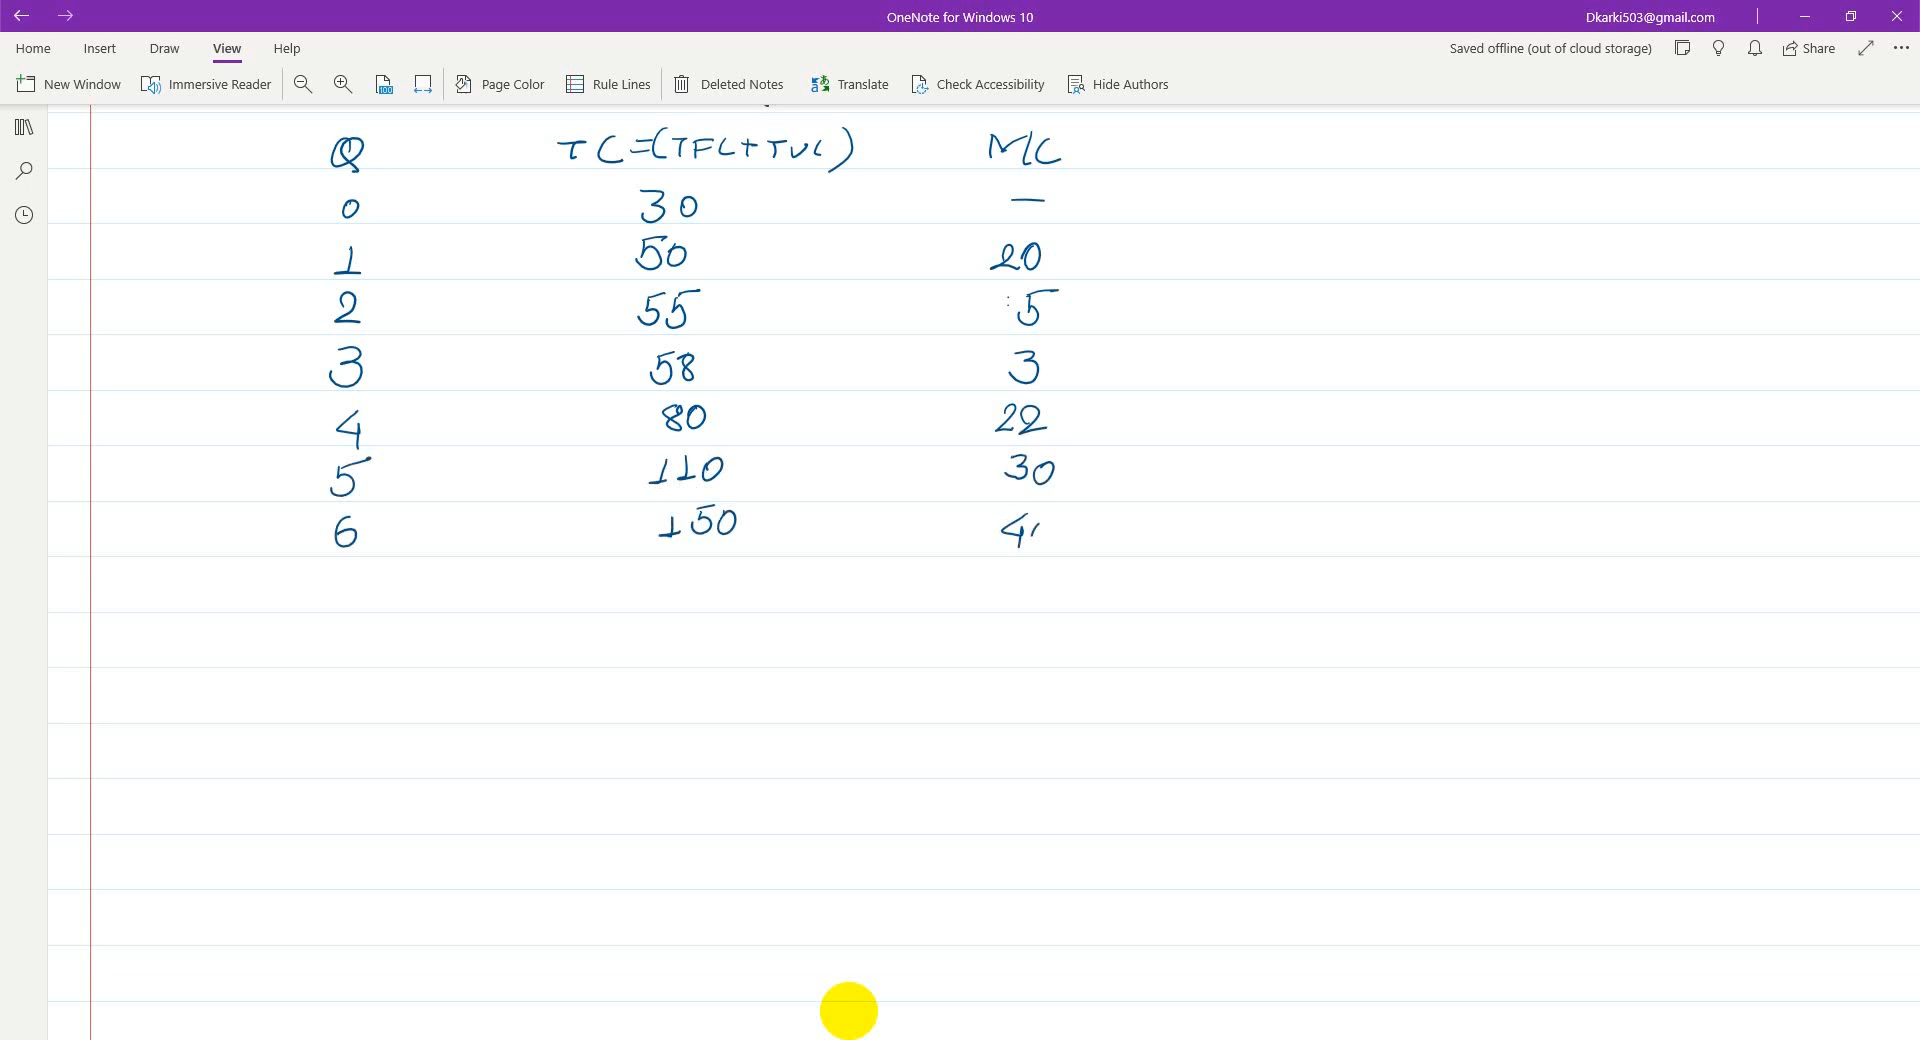 OneNote for Windows 10
Dkarki503@gmail.com
Home Insert Draw View Help
Saved offline (out of cloud storage) Share
New Window Immersive Reader 100 Page Color Rule Lines Deleted Notes Translate Check Accessibility Hide Authors
Q TC=(TFC+TVC) MC
0 30 —
1 50 20
2 55 5
3 58 3
4 80 22
5 110 30
6 150 4